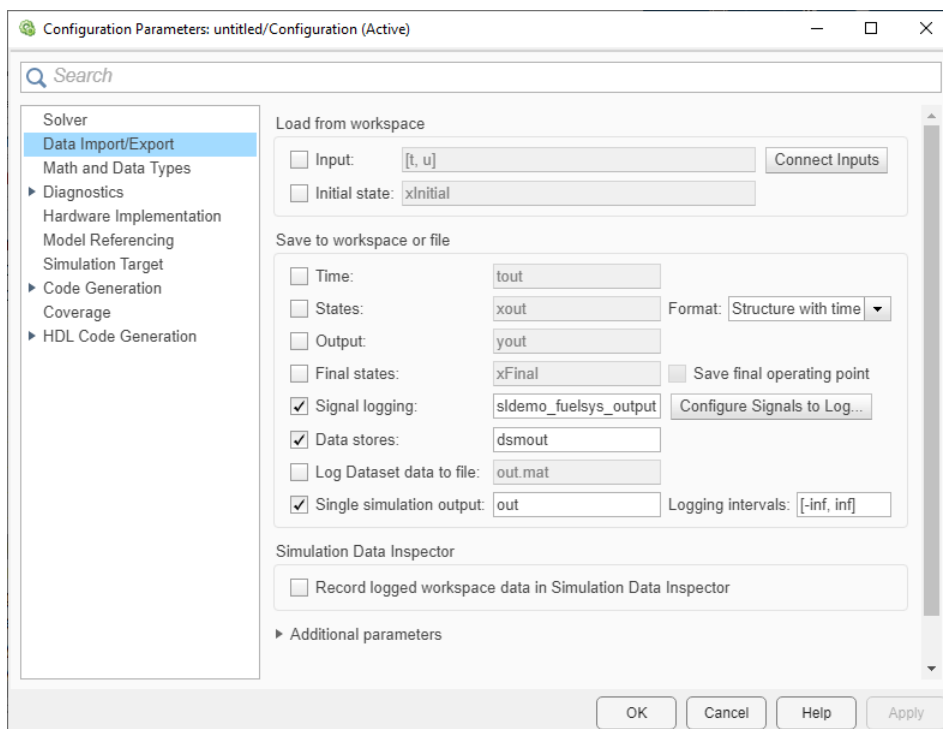 Configuration Parameters: untitled/Configuration (Active)
Search
Solver
Data Import/Export
Math and Data Types
Diagnostics
Hardware Implementation
Model Referencing
Simulation Target
Code Generation
Coverage
HDL Code Generation
Load from workspace
Input: [t, u] Connect Inputs
Initial state: xInitial
Save to workspace or file
Time: tout
States: xout Format: Structure with time
Output: yout
Final states: xFinal Save final operating point
Signal logging: sldemo_fuelsys_output Configure Signals to Log...
Data stores: dsmout
Log Dataset data to file: out.mat
Single simulation output: out Logging intervals: [-inf, inf]
Simulation Data Inspector
Record logged workspace data in Simulation Data Inspector
Additional parameters
OK Cancel Help Apply